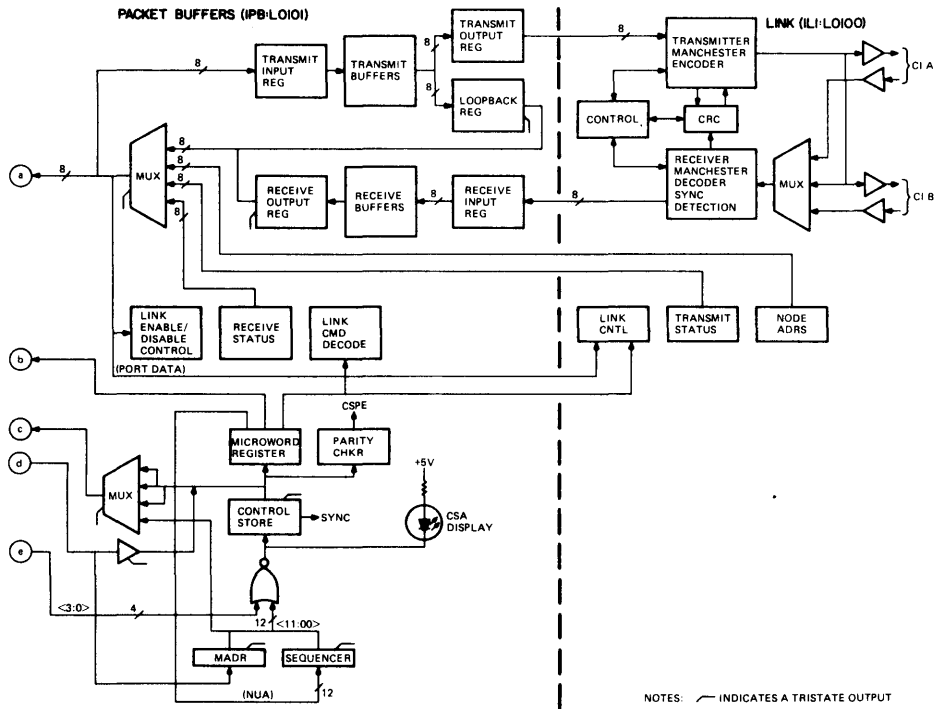 PACKET BUFFERS (IPB:L0101)
LINK (ILI:L0100)
8
TRANSMIT
INPUT
REG
TRANSMIT
BUFFERS
8
8
TRANSMIT
OUTPUT
REG
LOOPBACK
REG
8
TRANSMITTER
MANCHESTER
ENCODER
CI A
CONTROL
CRC
a
8
MUX
8
8
8
8
RECEIVE
OUTPUT
REG
RECEIVE
BUFFERS
8
RECEIVE
INPUT
REG
8
RECEIVER
MANCHESTER
DECODER
SYNC
DETECTION
MUX
CI B
LINK
ENABLE/
DISABLE
CONTROL
RECEIVE
STATUS
LINK
CMD
DECODE
LINK
CNTL
TRANSMIT
STATUS
NODE
ADRS
b
(PORT DATA)
CSPE
c
MICROWORD
REGISTER
PARITY
CHKR
d
MUX
+5V
CONTROL
STORE
SYNC
CSA
DISPLAY
e
<3:0>
4
12
<11:00>
MADR
SEQUENCER
(NUA)
12
NOTES: INDICATES A TRISTATE OUTPUT